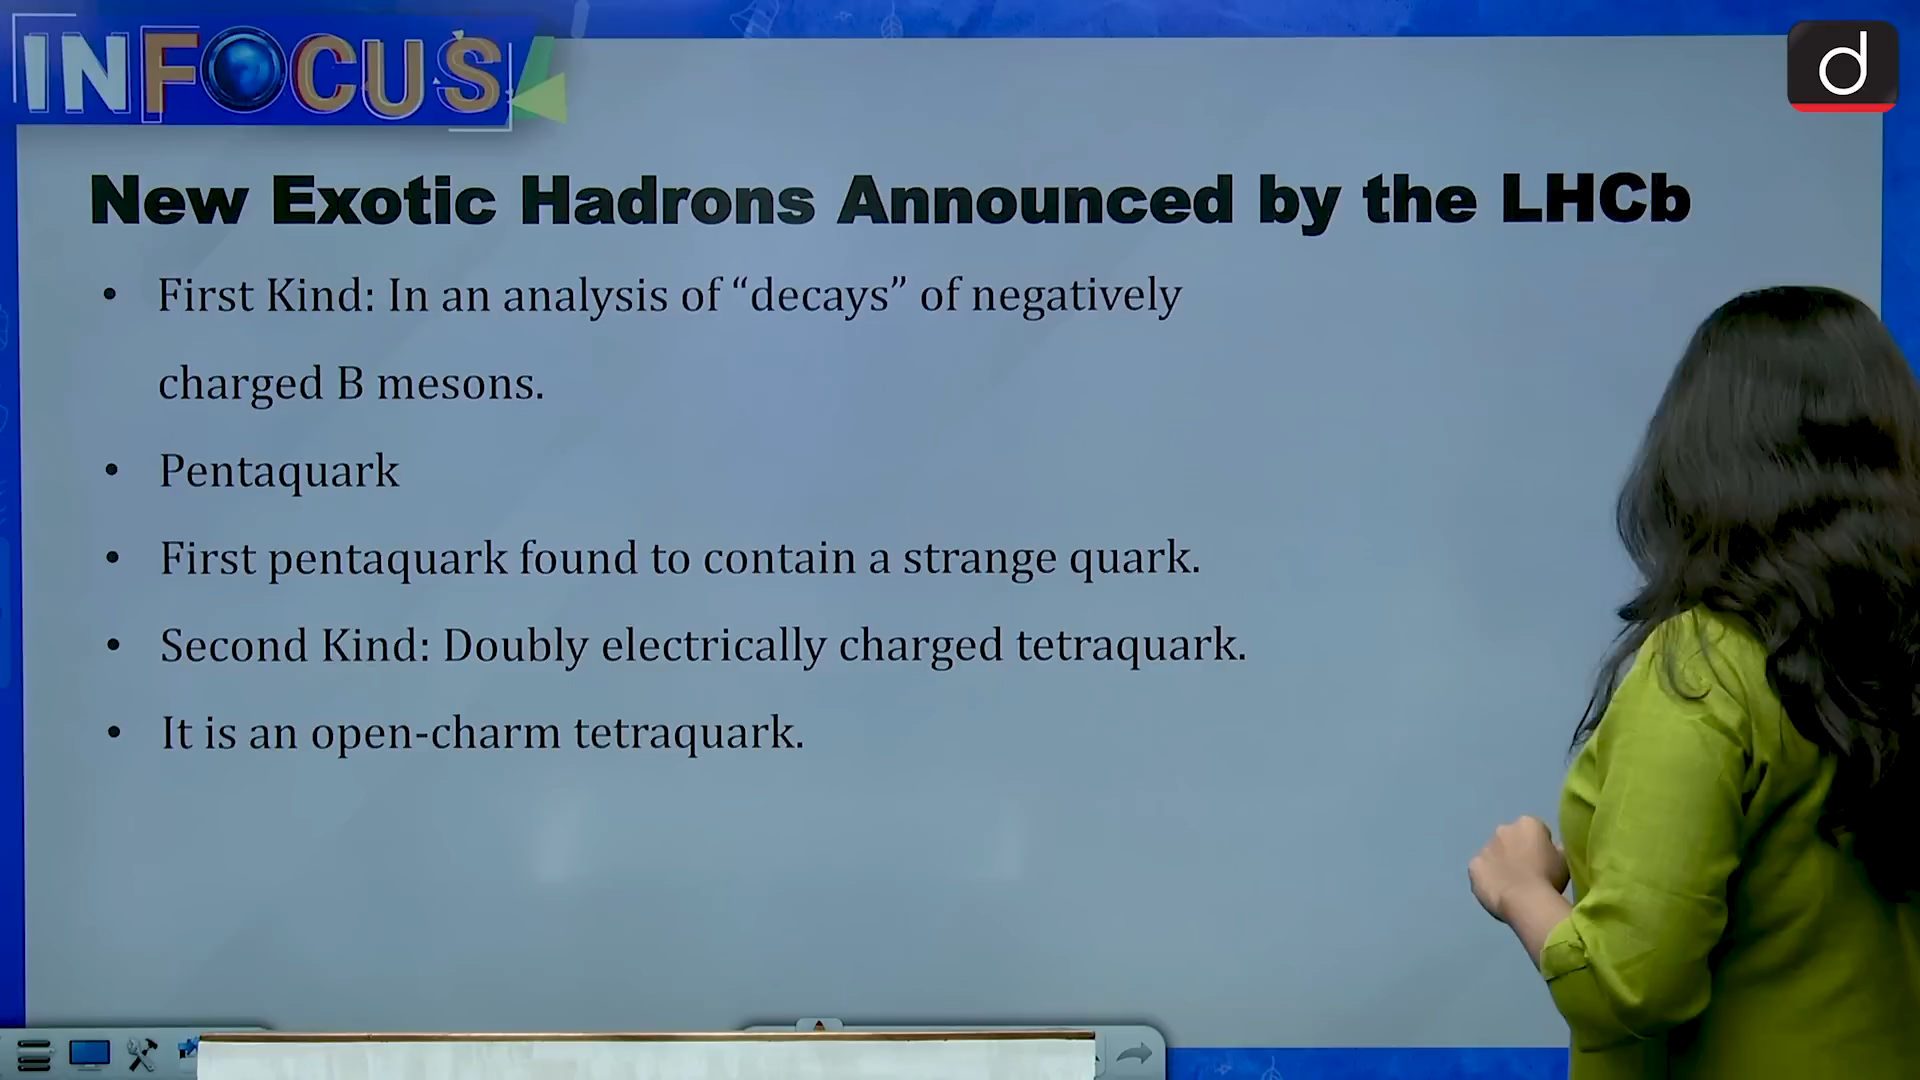 INFOCUS
d
New Exotic Hadrons Announced by the LHCb
• First Kind: In an analysis of “decays” of negatively
charged B mesons.
• Pentaquark
• First pentaquark found to contain a strange quark.
• Second Kind: Doubly electrically charged tetraquark.
• It is an open-charm tetraquark.